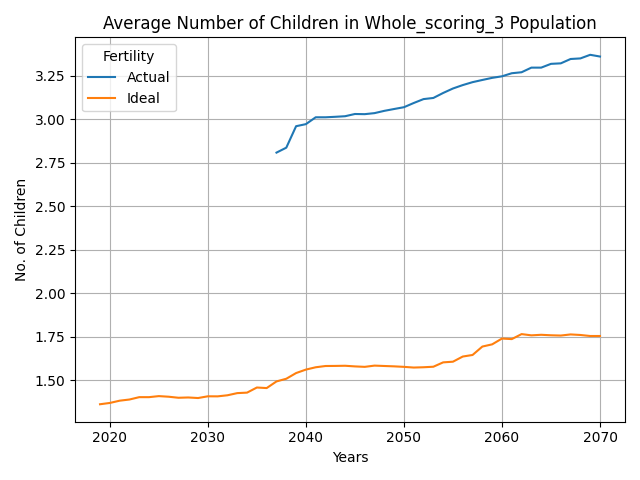 Average Number of Children in Whole_scoring_3 Population
Fertility
Actual
Ideal
No. of Children
3.25
3.00
2.75
2.50
2.25
2.00
1.75
1.50
2020 2030 2040 2050 2060 2070
Years